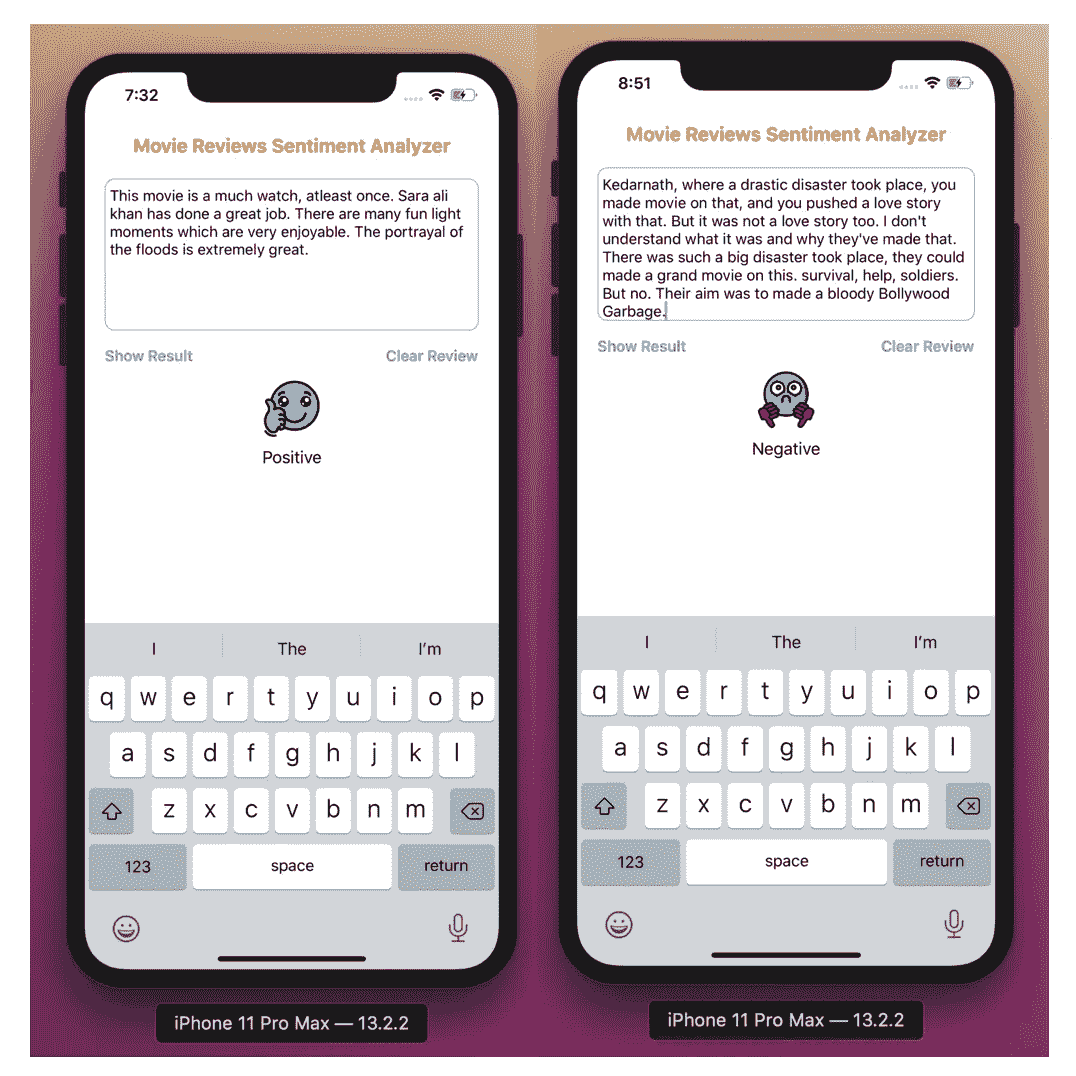 7:32
Movie Reviews Sentiment Analyzer
This movie is a much watch, atleast once. Sara ali
khan has done a great job. There are many fun light
moments which are very enjoyable. The portrayal of
the floods is extremely great.
Show Result Clear Review
Positive
I The I'm
q w e r t y u i o p
a s d f g h j k l
z x c v b n m
123 space return
iPhone 11 Pro Max — 13.2.2
8:51
Movie Reviews Sentiment Analyzer
Kedarnath, where a drastic disaster took place, you
made movie on that, and you pushed a love story
with that. But it was not a love story too. I don't
understand what it was and why they've made that.
There was such a big disaster took place, they could
made a grand movie on this. survival, help, soldiers.
But no. Their aim was to made a bloody Bollywood
Garbage.
Show Result Clear Review
Negative
I The I'm
q w e r t y u i o p
a s d f g h j k l
z x c v b n m
123 space return
iPhone 11 Pro Max — 13.2.2